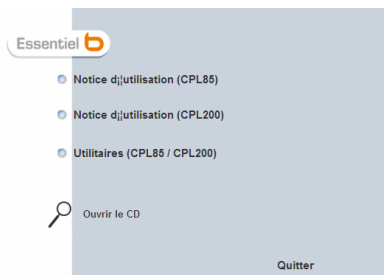 Essentiel b
Notice d¡¦utilisation (CPL85)
Notice d¡¦utilisation (CPL200)
Utilitaires (CPL85 / CPL200)
Ouvrir le CD
Quitter